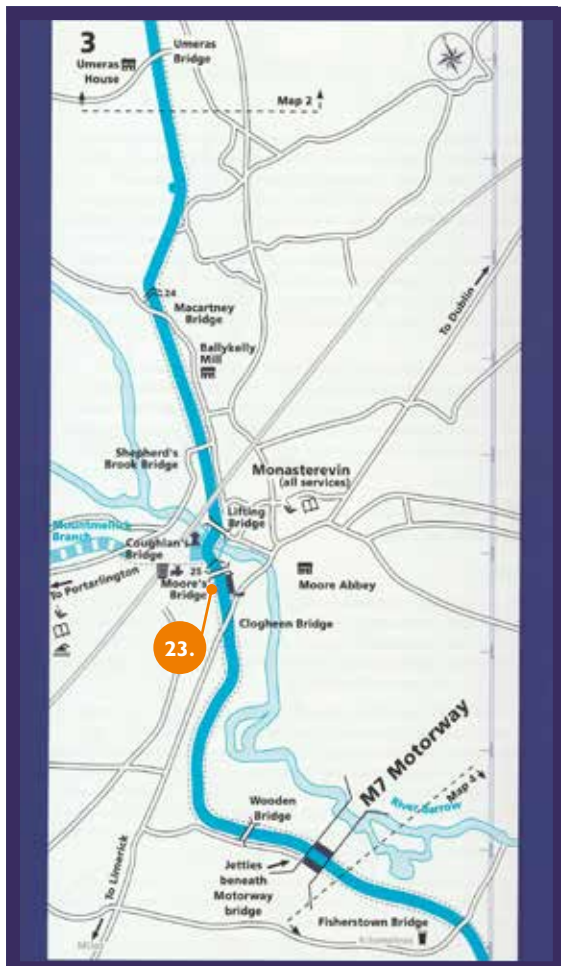 3
Umeras
Bridge
Umeras
House
Map 2
24
Macartney
Bridge
To Dublin
Ballykelly
Mill
Shepherd's
Brook Bridge
Monasterevin
(all services)
Lifting
Bridge
Mountmellick
Branch
Coughlan's
Bridge
To Portarlington
25
Moore's
Bridge
Moore Abbey
Clogheen Bridge
23.
M7 Motorway
Map 4
River Barrow
Wooden
Bridge
To Limerick
Jetties
beneath
Motorway
bridge
Fisherstown Bridge